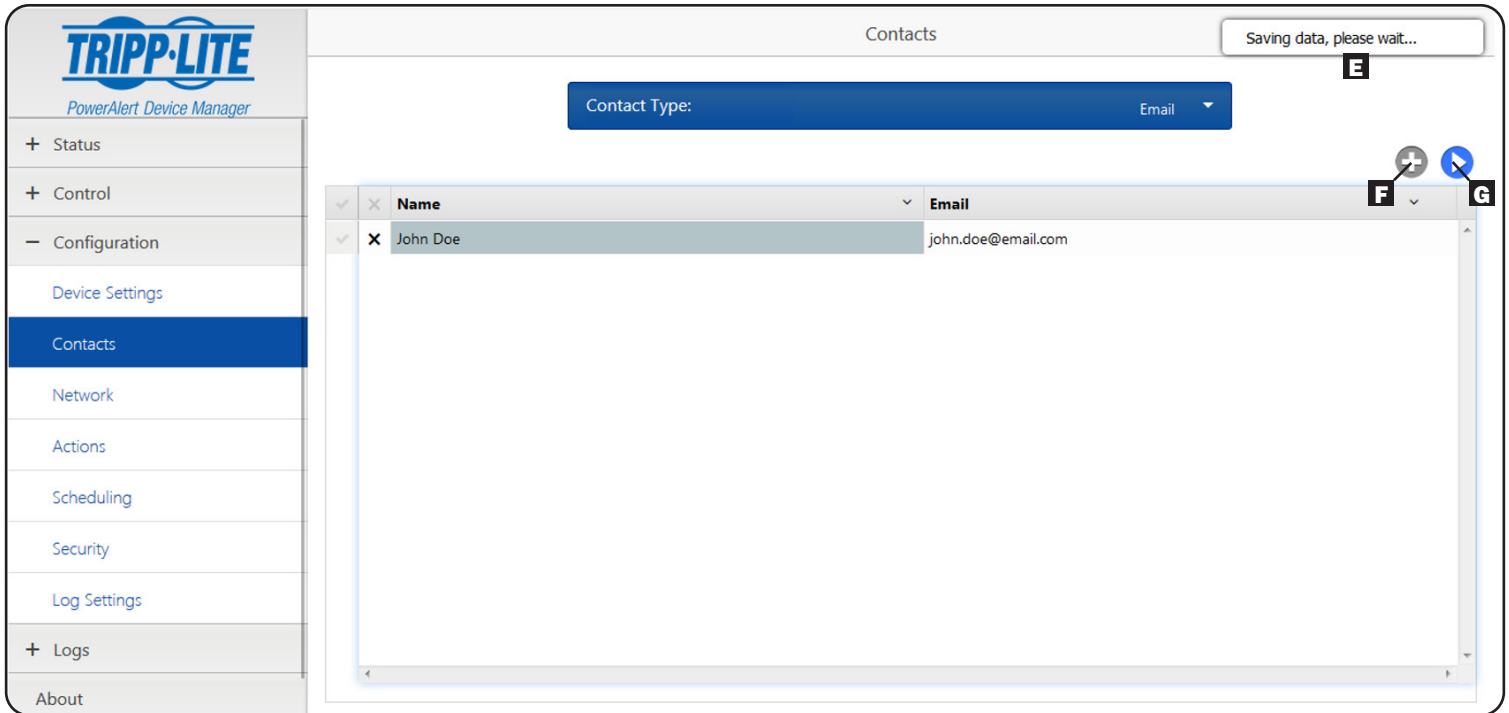 TRIPP·LITE
PowerAlert Device Manager
Contacts
Saving data, please wait...
E
Contact Type:
Email
F
G
+ Status
+ Control
− Configuration
Device Settings
Contacts
Network
Actions
Scheduling
Security
Log Settings
+ Logs
About
Name
Email
John Doe
john.doe@email.com